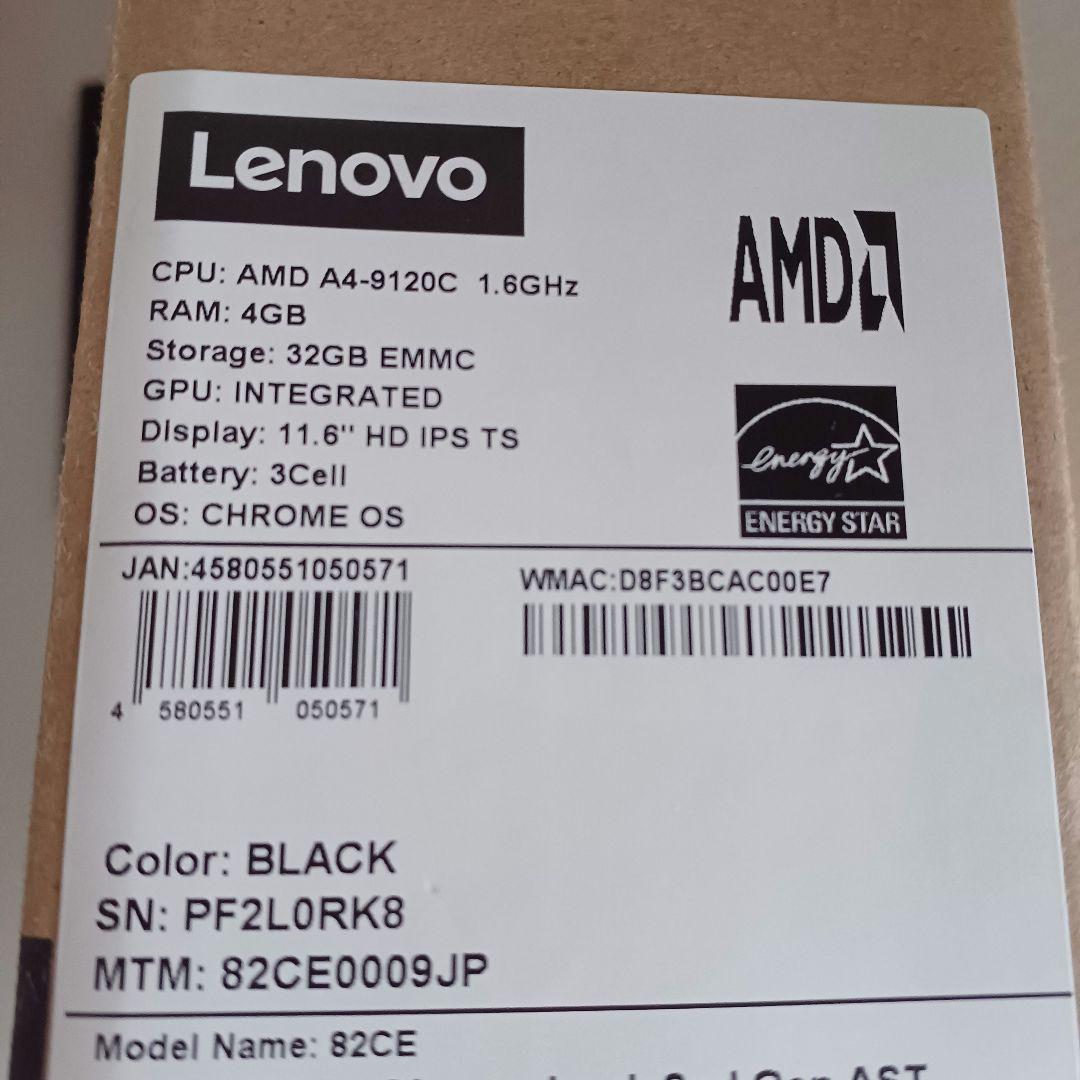 Lenovo
AMD
CPU: AMD A4-9120C 1.6GHz
RAM: 4GB
Storage: 32GB EMMC
GPU: INTEGRATED
Display: 11.6" HD IPS TS
Battery: 3Cell
OS: CHROME OS
energy
ENERGY STAR
JAN:4580551050571
WMAC:D8F3BCAC00E7
4 580551 050571
Color: BLACK
SN: PF2L0RK8
MTM: 82CE0009JP
Model Name: 82CE
Gen AST